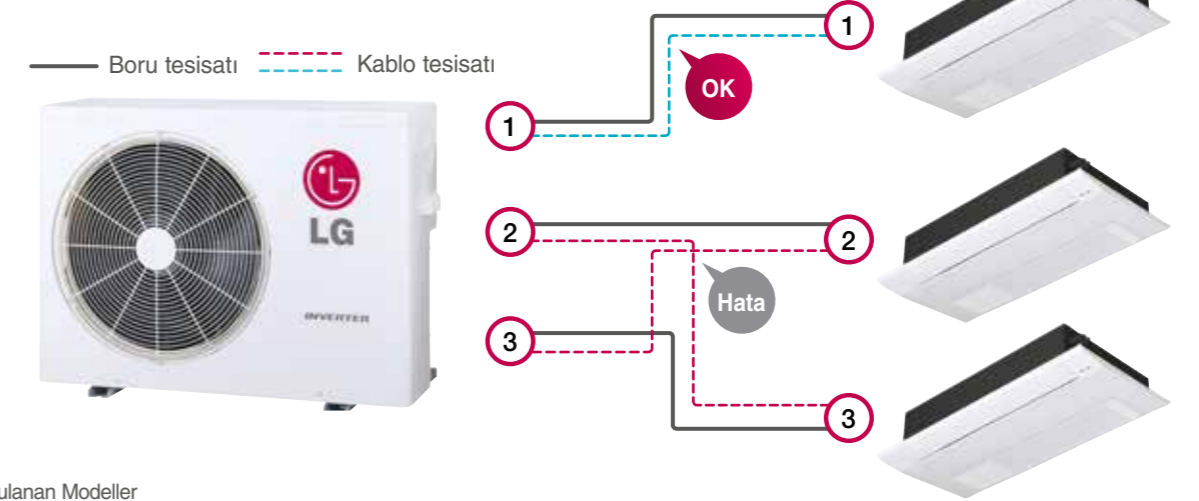 Boru tesisatı
Kablo tesisatı
1
OK
1
LG
2
2
Hata
INVERTER
3
3
ulanan Modeller